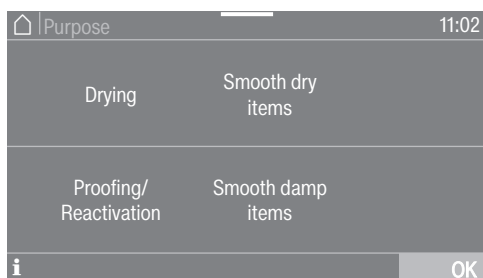 Purpose 11:02
Drying
Smooth dry
items
Proofing/
Reactivation
Smooth damp
items
i OK